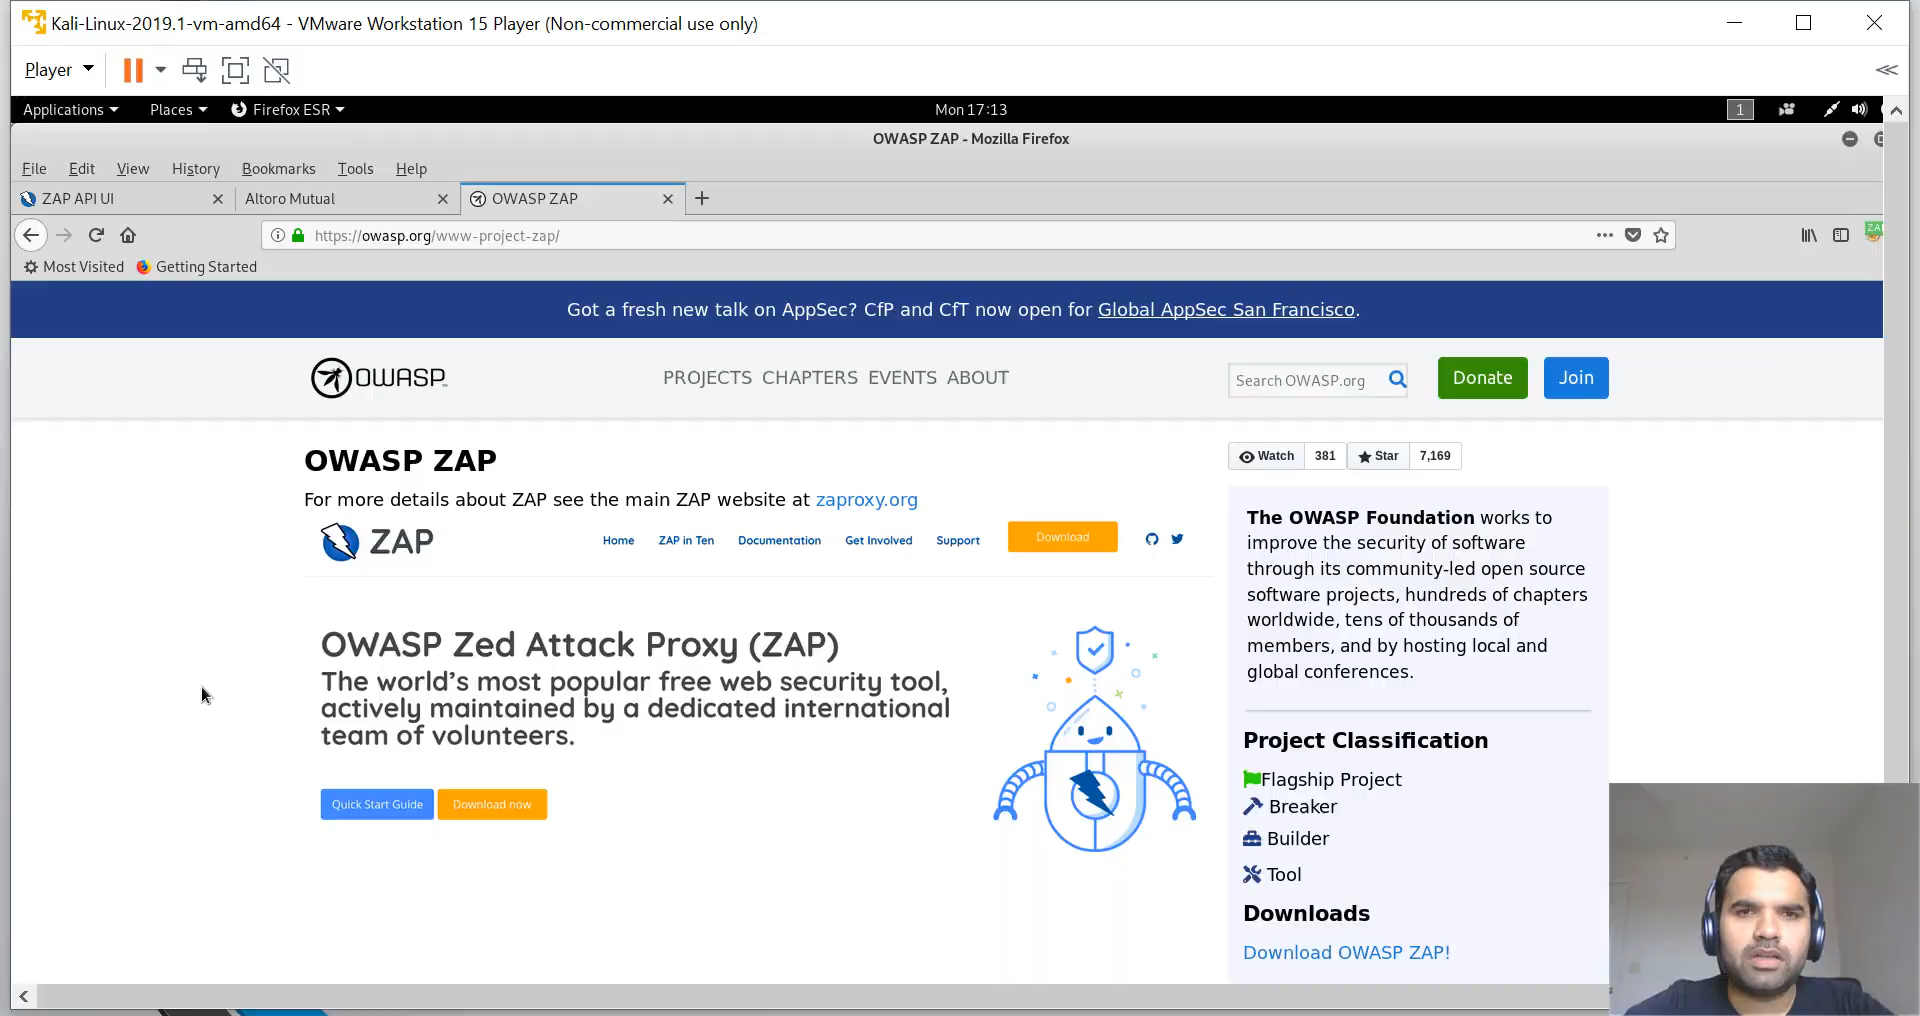 Kali-Linux-2019.1-vm-amd64 - VMware Workstation 15 Player (Non-commercial use only)
Player
Applications Places Firefox ESR Mon 17:13 1
OWASP ZAP - Mozilla Firefox
File Edit View History Bookmarks Tools Help
ZAP API UI Altoro Mutual OWASP ZAP
https://owasp.org/www-project-zap/
Most Visited Getting Started
Got a fresh new talk on AppSec? CfP and CfT now open for Global AppSec San Francisco.
OWASP PROJECTS CHAPTERS EVENTS ABOUT Search OWASP.org Donate Join
OWASP ZAP
For more details about ZAP see the main ZAP website at zaproxy.org
ZAP Home ZAP in Ten Documentation Get Involved Support Download
OWASP Zed Attack Proxy (ZAP)
The world's most popular free web security tool,
actively maintained by a dedicated international
team of volunteers.
Quick Start Guide Download now
Watch 381 Star 7,169
The OWASP Foundation works to
improve the security of software
through its community-led open source
software projects, hundreds of chapters
worldwide, tens of thousands of
members, and by hosting local and
global conferences.
Project Classification
Flagship Project
Breaker
Builder
Tool
Downloads
Download OWASP ZAP!